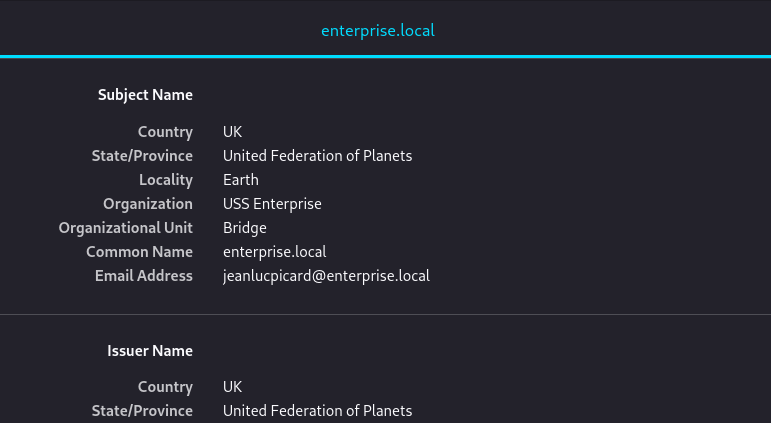 enterprise.local
Subject Name
Country UK
State/Province United Federation of Planets
Locality Earth
Organization USS Enterprise
Organizational Unit Bridge
Common Name enterprise.local
Email Address jeanlucpicard@enterprise.local
Issuer Name
Country UK
State/Province United Federation of Planets